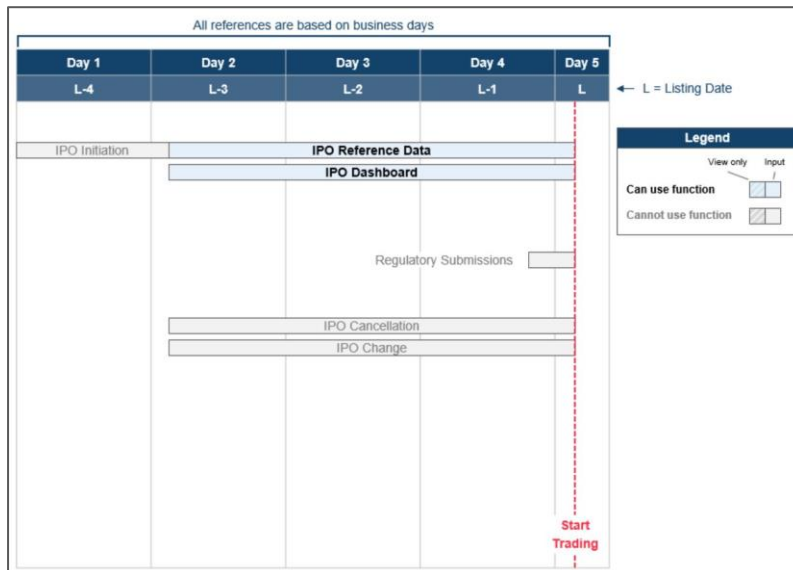 All references are based on business days
Day 1 Day 2 Day 3 Day 4 Day 5
L-4 L-3 L-2 L-1 L ← L = Listing Date
Legend
View only Input
Can use function
Cannot use function
IPO Initiation IPO Reference Data
IPO Dashboard
Regulatory Submissions
IPO Cancellation
IPO Change
Start
Trading